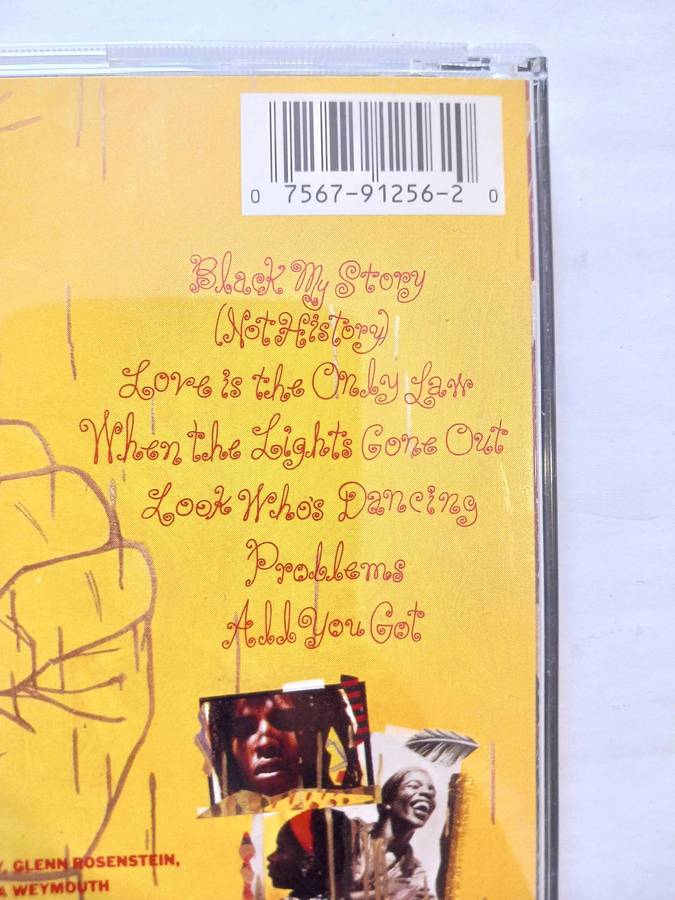 0 7567-91256-2 0
Black My Story
(Not History)
Love is the Only Law
When the Lights Gone Out
Look Who's Dancing
Problems
All You Got
, GLENN ROSENSTEIN,
WEYMOUTH